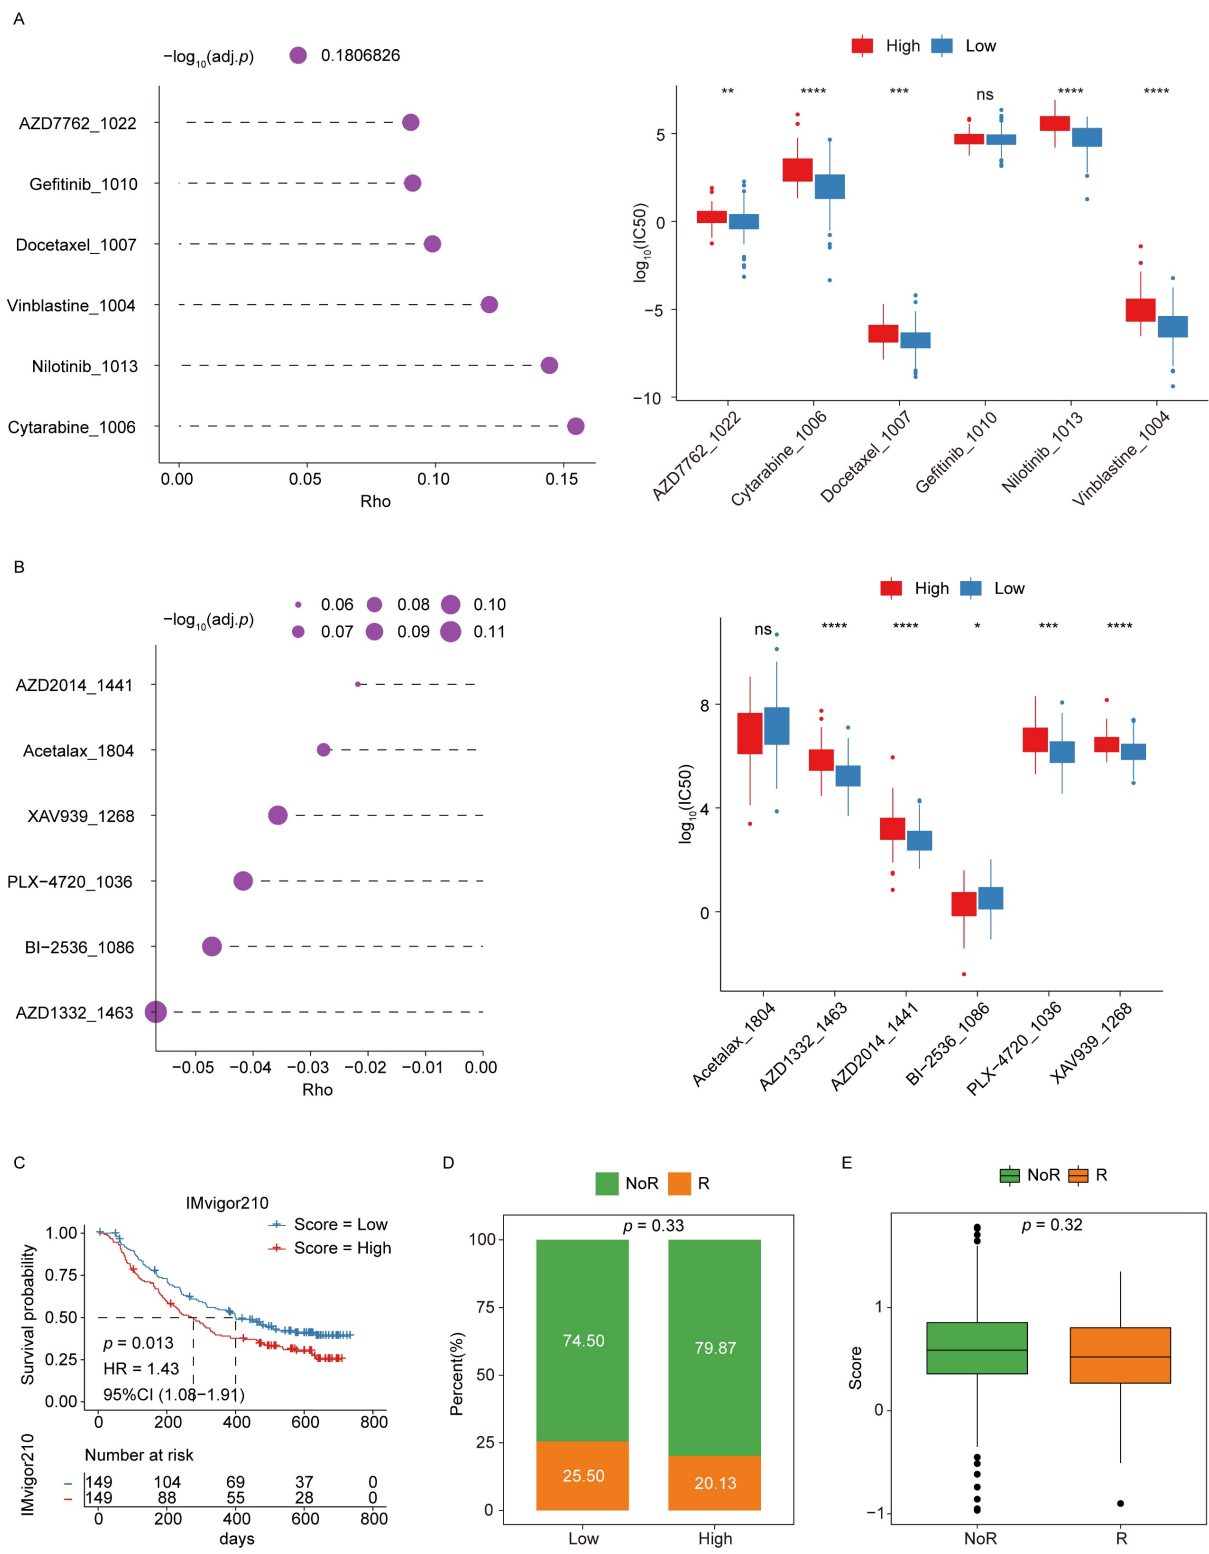 A
−log10(adj.p) 0.1806826
AZD7762_1022
Gefitinib_1010
Docetaxel_1007
Vinblastine_1004
Nilotinib_1013
Cytarabine_1006
0.00 0.05 0.10 0.15
Rho
High Low
** **** *** ns **** ****
5
0
−5
−10
log10(IC50)
AZD7762_1022
Cytarabine_1006
Docetaxel_1007
Gefitinib_1010
Nilotinib_1013
Vinblastine_1004
B
−log10(adj.p)
0.06 0.08 0.10
0.07 0.09 0.11
AZD2014_1441
Acetalax_1804
XAV939_1268
PLX−4720_1036
BI−2536_1086
AZD1332_1463
−0.05 −0.04 −0.03 −0.02 −0.01 0.00
Rho
High Low
ns **** **** * *** ****
8
4
0
log10(IC50)
Acetalax_1804
AZD1332_1463
AZD2014_1441
BI−2536_1086
PLX−4720_1036
XAV939_1268
C
IMvigor210
Score = Low
Score = High
1.00
0.75
0.50
0.25
0.00
Survival probability
p = 0.013
HR = 1.43
95%CI (1.08−1.91)
0 200 400 600 800
Number at risk
IMvigor210
149 104 69 37 0
149 88 55 28 0
0 200 400 600 800
days
D
NoR R
p = 0.33
100
75
50
25
0
Percent(%)
74.50 79.87
25.50 20.13
Low High
E
NoR R
p = 0.32
1
0
−1
Score
NoR R